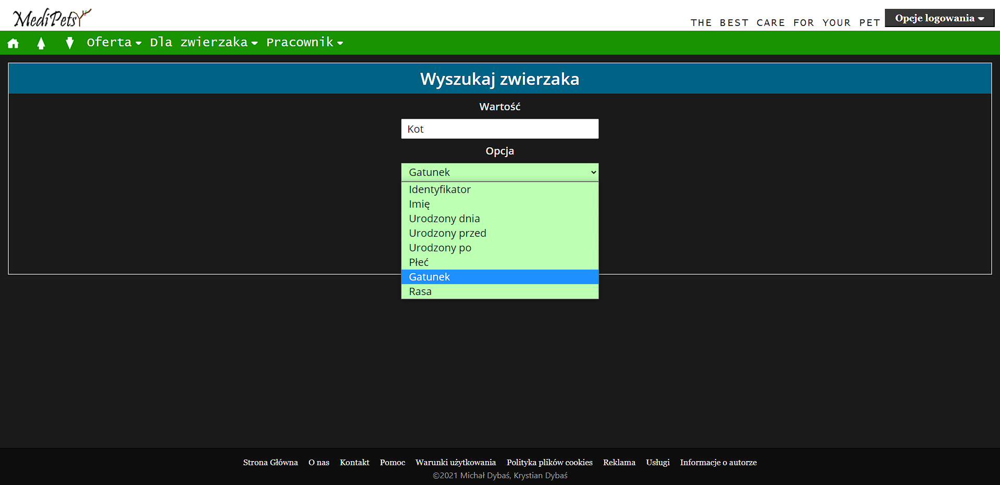 MediPets
THE BEST CARE FOR YOUR PET
Opcje logowania
Oferta Dla zwierzaka Pracownik
Wyszukaj zwierzaka
Wartość
Kot
Opcja
Gatunek
Identyfikator
Imię
Urodzony dnia
Urodzony przed
Urodzony po
Płeć
Gatunek
Rasa
Strona Główna O nas Kontakt Pomoc Warunki użytkowania Polityka plików cookies Reklama Usługi Informacje o autorze
©2021 Michał Dybaś, Krystian Dybaś